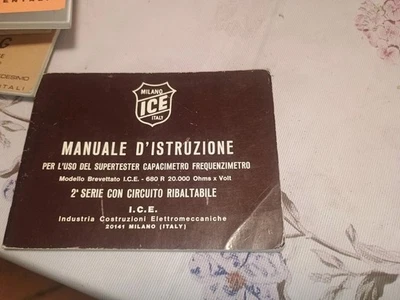 MILANO
ICE
ITALY
MANUALE D'ISTRUZIONE
PER L'USO DEL SUPERTESTER CAPACIMETRO FREQUENZIMETRO
Modello Brevettato I.C.E. - 680 R 20.000 Ohms x Volt
2ª SERIE CON CIRCUITO RIBALTABILE
I.C.E.
Industria Costruzioni Elettromeccaniche
20141 MILANO (ITALY)